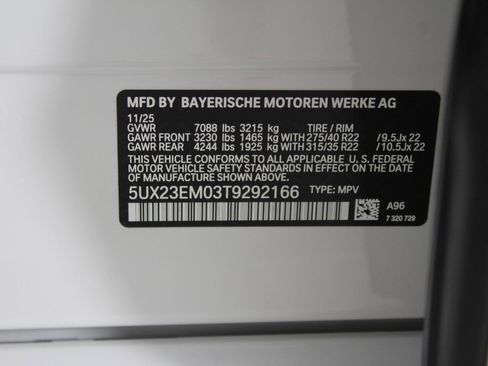 MFD BY BAYERISCHE MOTOREN WERKE AG
11/25
GVWR 7088 lbs 3215 kg TIRE / RIM
GAWR FRONT 3230 lbs 1465 kg WITH 275/40 R22 / 9.5Jx 22
GAWR REAR 4244 lbs 1925 kg WITH 315/35 R22 / 10.5Jx 22
THIS VEHICLE CONFORMS TO ALL APPLICABLE U. S. FEDERAL
MOTOR VEHICLE SAFETY STANDARDS IN EFFECT ON THE DATE
OF MANUFACTURE SHOWN ABOVE.
5UX23EM03T9292166 TYPE: MPV
A96
7 320 729